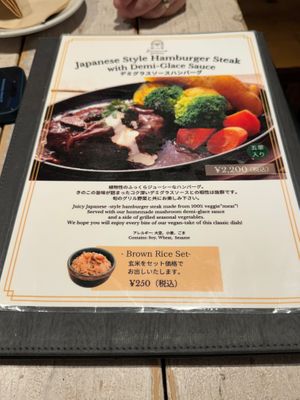 Japanese Style Hamburger Steak
with Demi-Glace Sauce
デミグラスソースハンバーグ
五葷
入り
¥2,200(税込)
植物性のふっくらジューシーなハンバーグ。
きのこの旨味が詰まったコク深いデミグラスソースとの相性は抜群です。
旬のグリル野菜と共にお楽しみ下さい。
Juicy Japanese -style hamburger steak made from 100% veggie "meat"!
Served with our homemade mushroom demi-glace sauce
and a side of grilled seasonal vegetables.
We hope you will enjoy every bite of our vegan-take of this classic dish!
アレルギー: 大豆、小麦、ごま
Contains: Soy, Wheat, Sesame
- Brown Rice Set-
玄米をセット価格で
お出しいたします。
¥250（税込）